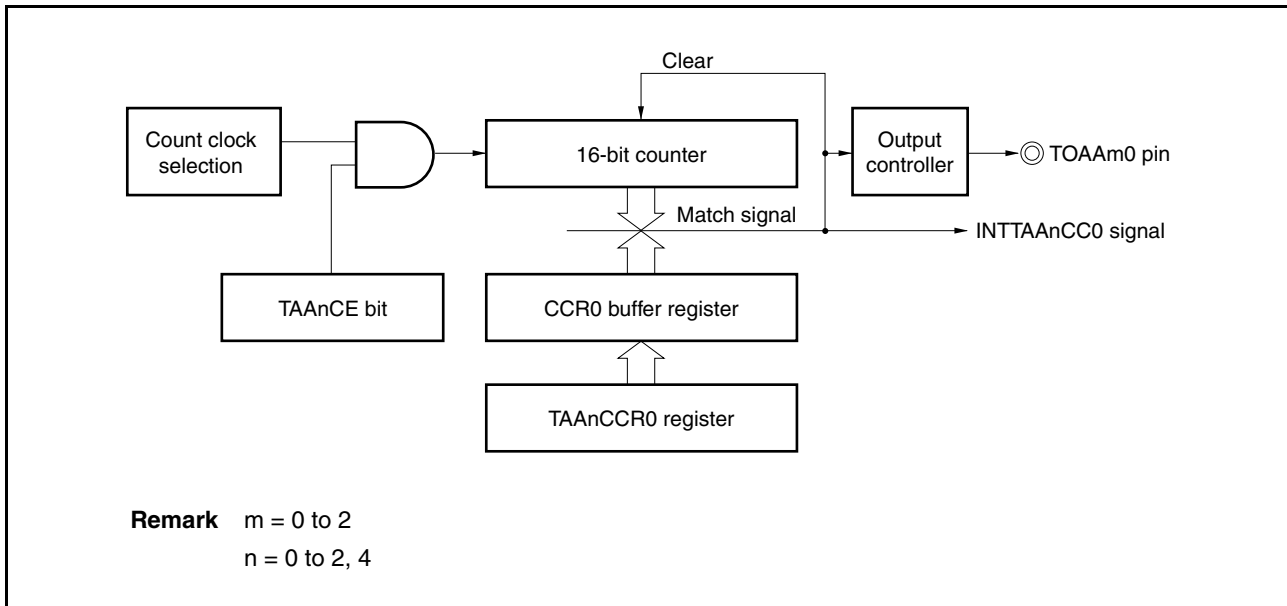 Clear
Count clock
selection
16-bit counter
Output
controller
TOAAm0 pin
Match signal
INTTAAnCC0 signal
TAAnCE bit
CCR0 buffer register
TAAnCCR0 register
Remark m = 0 to 2
n = 0 to 2, 4